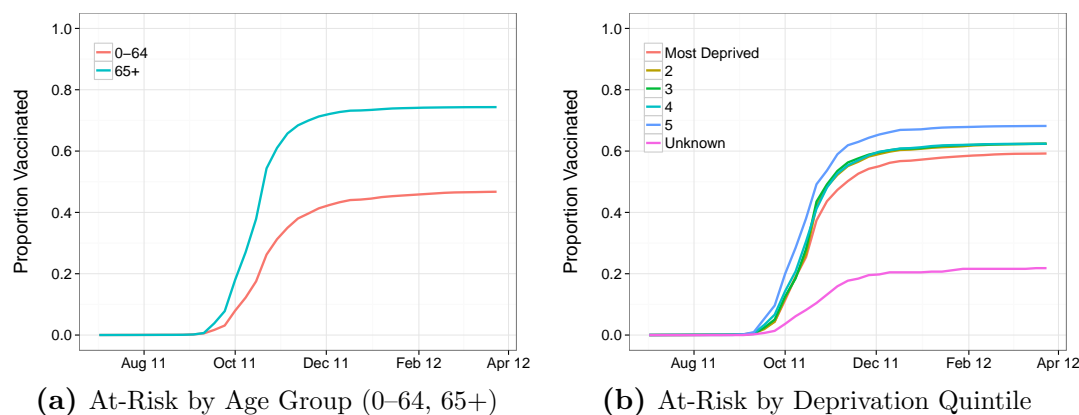 Proportion Vaccinated
1.0
0.8
0.6
0.4
0.2
0.0
0–64
65+
Aug 11 Oct 11 Dec 11 Feb 12 Apr 12
(a) At-Risk by Age Group (0–64, 65+)
Proportion Vaccinated
1.0
0.8
0.6
0.4
0.2
0.0
Most Deprived
2
3
4
5
Unknown
Aug 11 Oct 11 Dec 11 Feb 12 Apr 12
(b) At-Risk by Deprivation Quintile